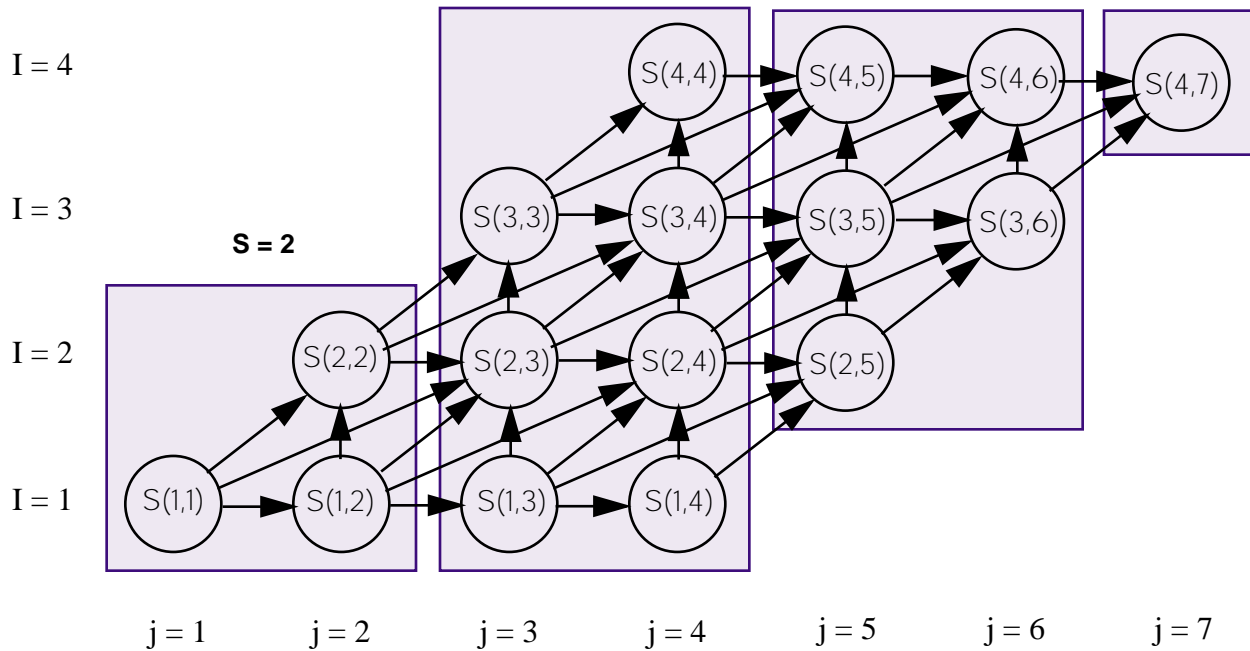 I = 4
S(4,4)
S(4,5)
S(4,6)
S(4,7)
I = 3
S(3,3)
S(3,4)
S(3,5)
S(3,6)
S = 2
I = 2
S(2,2)
S(2,3)
S(2,4)
S(2,5)
I = 1
S(1,1)
S(1,2)
S(1,3)
S(1,4)
j = 1
j = 2
j = 3
j = 4
j = 5
j = 6
j = 7